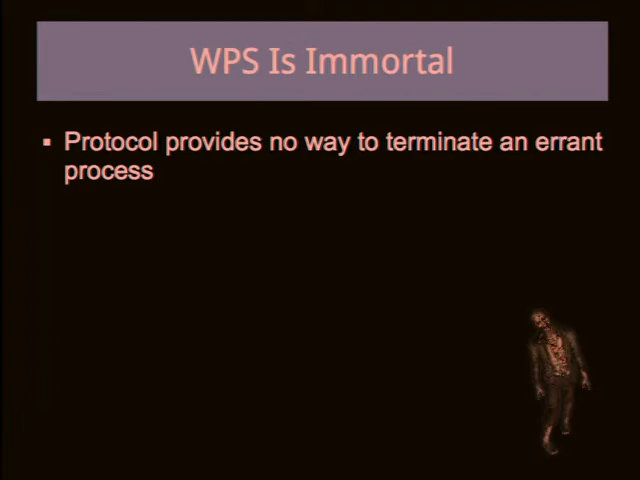 WPS Is Immortal
▪ Protocol provides no way to terminate an errant
process